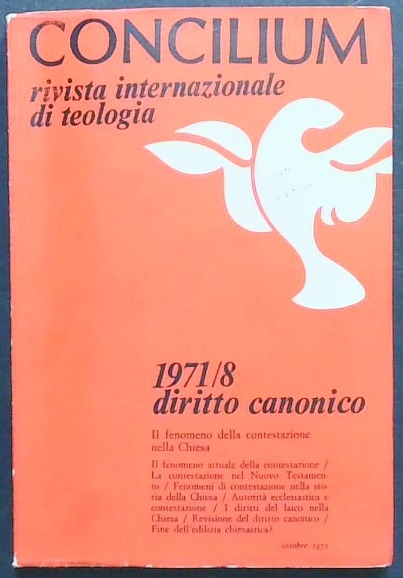 CONCILIUM
rivista internazionale
di teologia
1971/8
diritto canonico
Il fenomeno della contestazione
nella Chiesa
Il fenomeno attuale della contestazione /
La contestazione nel Nuovo Testamen-
to / Fenomeni di contestazione nella sto-
ria della Chiesa / Autorità ecclesiastica e
contestazione / I diritti del laico nella
Chiesa / Revisione del diritto canonico /
Fine dell'edilizia chiesastica?
ottobre 1971